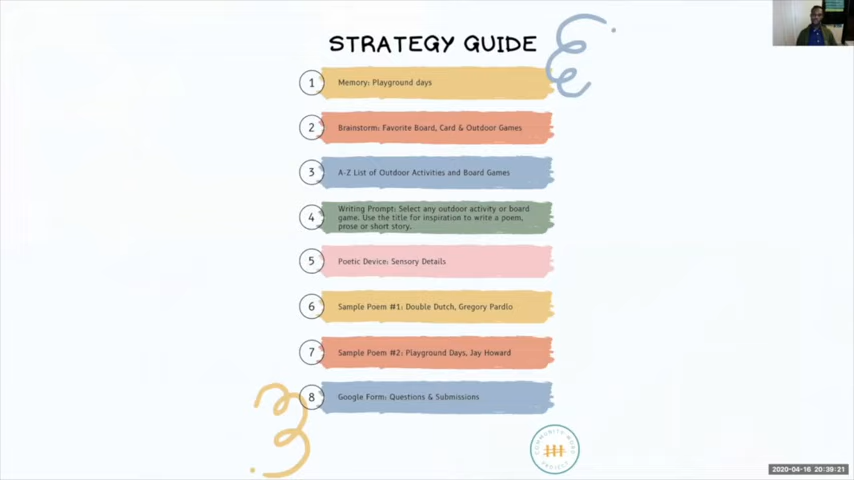 STRATEGY GUIDE
1
Memory: Playground days
2
Brainstorm: Favorite Board, Card & Outdoor Games
3
A-Z List of Outdoor Activities and Board Games
4
Writing Prompt: Select any outdoor activity or board
game. Use the title for inspiration to write a poem,
prose or short story.
5
Poetic Device: Sensory Details
6
Sample Poem #1: Double Dutch, Gregory Pardlo
7
Sample Poem #2: Playground Days, Jay Howard
8
Google Form: Questions & Submissions
COMMUNITY WORD
PROJECT
2020-04-16 20:39:21